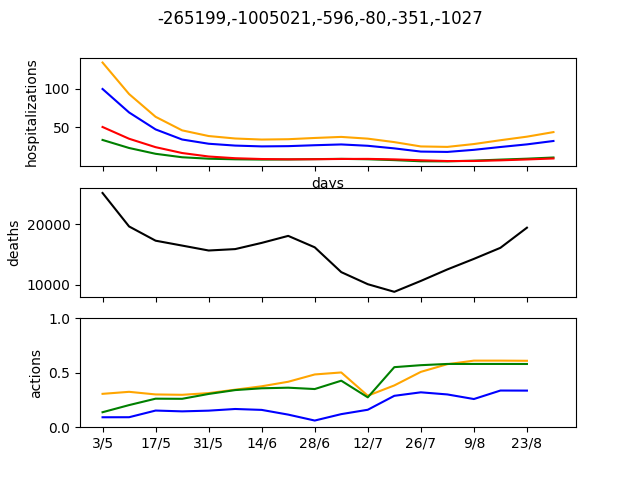 -265199,-1005021,-596,-80,-351,-1027
hospitalizations
100
50
days
deaths
20000
10000
actions
1.0
0.5
0.0
3/5 17/5 31/5 14/6 28/6 12/7 26/7 9/8 23/8